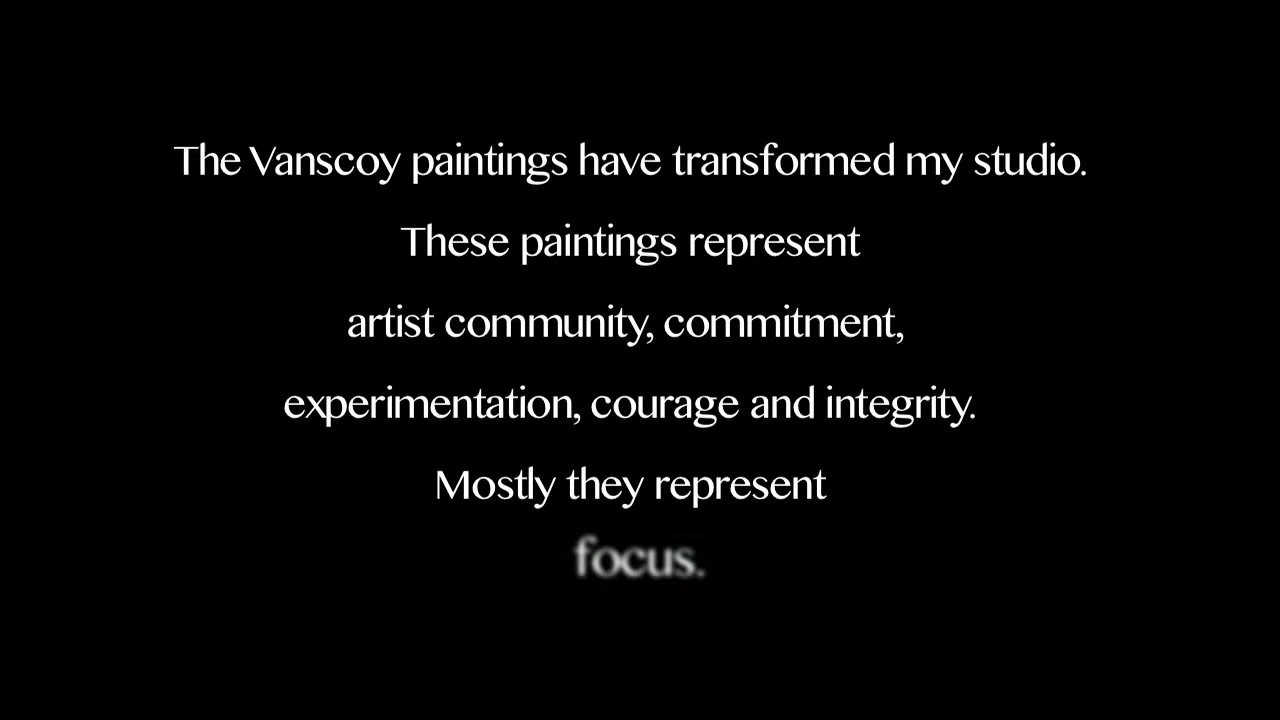 The Vanscoy paintings have transformed my studio.
These paintings represent
artist community, commitment,
experimentation, courage and integrity.
Mostly they represent
focus.